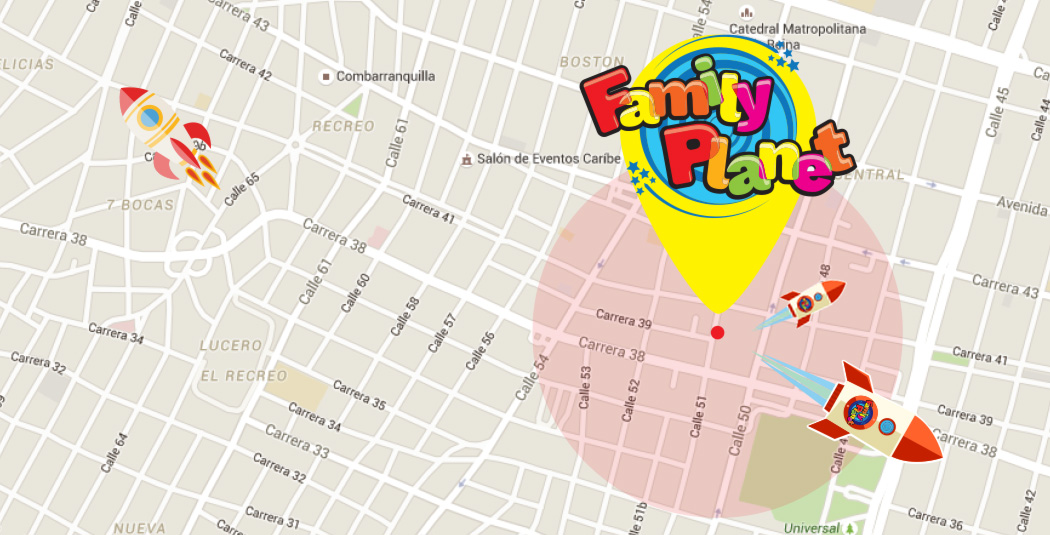 Calle 54
Carrera 43
Catedral Matropolitana
Reina
Carrera 42
Combarranquilla
BOSTON
Family
Planet
ELICIAS
Calle 45
Calle 44
RECREO
Calle 61
Salón de Eventos Caribe
CENTRAL
Calle 65
7 BOCAS
Carrera 41
Avenida
Carrera 38
Carrera 38
Calle 61
Calle 60
48
Carrera 43
Calle 58
Calle 57
Calle 56
Carrera 39
Carrera 38
Carrera 34
LUCERO
Carrera 41
Carrera 32
EL RECREO
Calle 54
Calle 53
Calle 52
Calle 51
Calle 50
Carrera 35
Carrera 34
Carrera 39
Carrera 38
Carrera 33
Calle 64
Carrera 32
Calle 42
Carrera 31
Calle 51b
Carrera 36
NUEVA
Universal